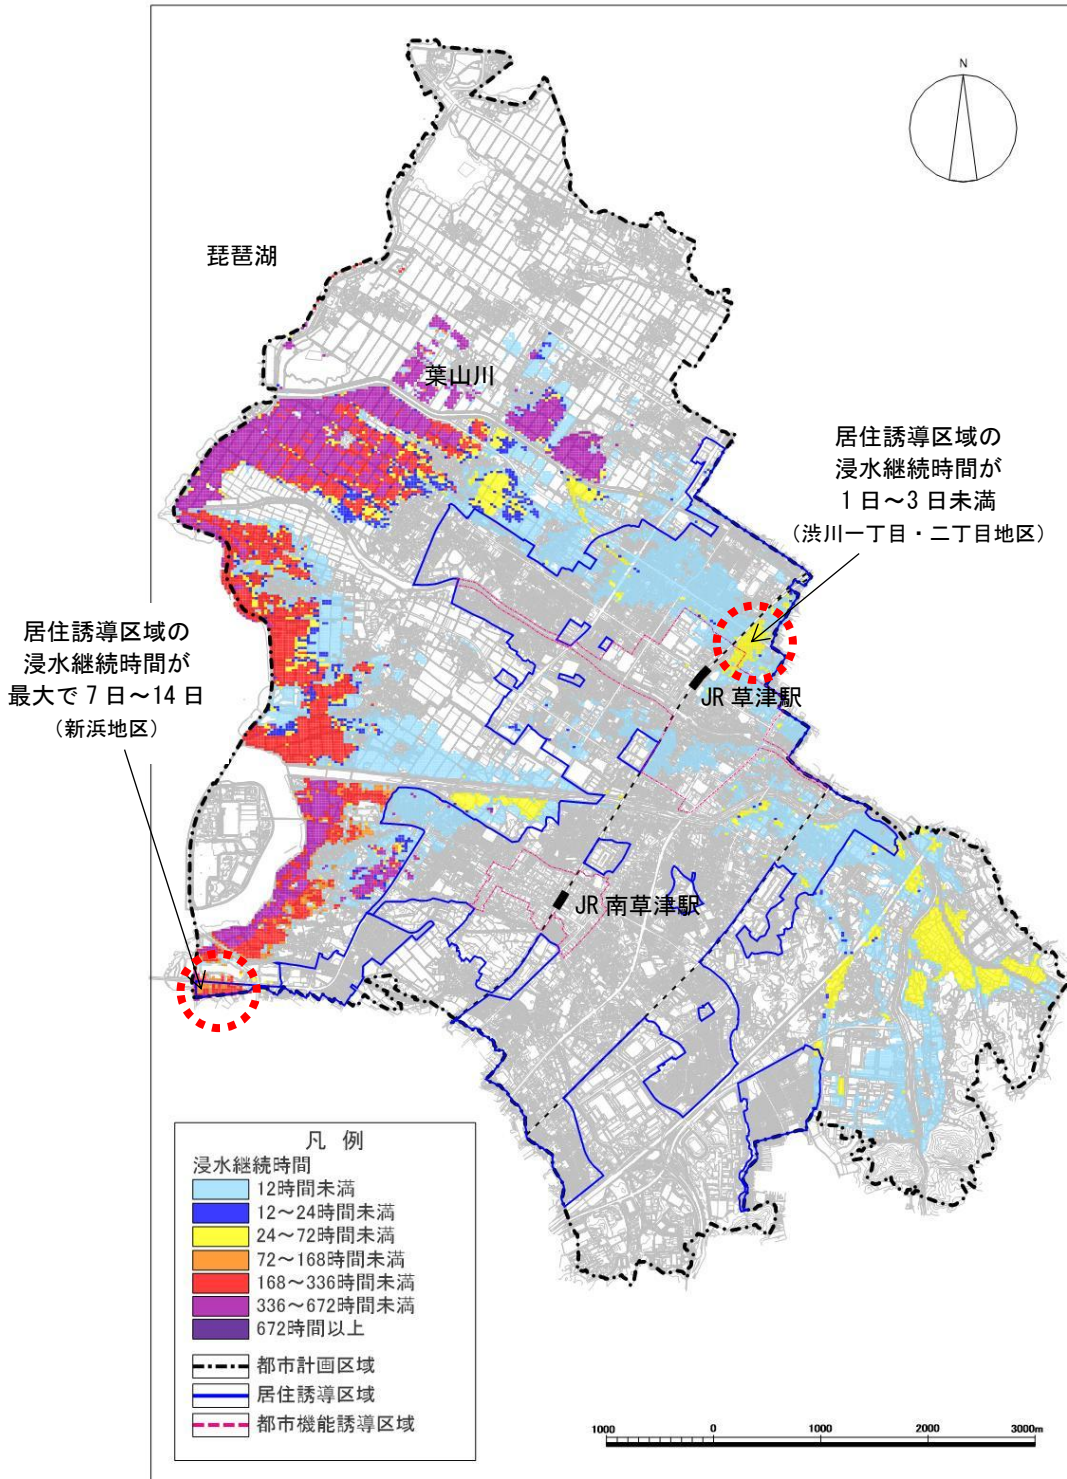 N
琵琶湖
葉山川
居住誘導区域の
浸水継続時間が
1日～3日未満
（渋川一丁目・二丁目地区）
居住誘導区域の
浸水継続時間が
最大で7日～14日
（新浜地区）
JR草津駅
JR南草津駅
凡 例
浸水継続時間
12時間未満
12～24時間未満
24～72時間未満
72～168時間未満
168～336時間未満
336～672時間未満
672時間以上
都市計画区域
居住誘導区域
都市機能誘導区域
1000 0 1000 2000 3000m